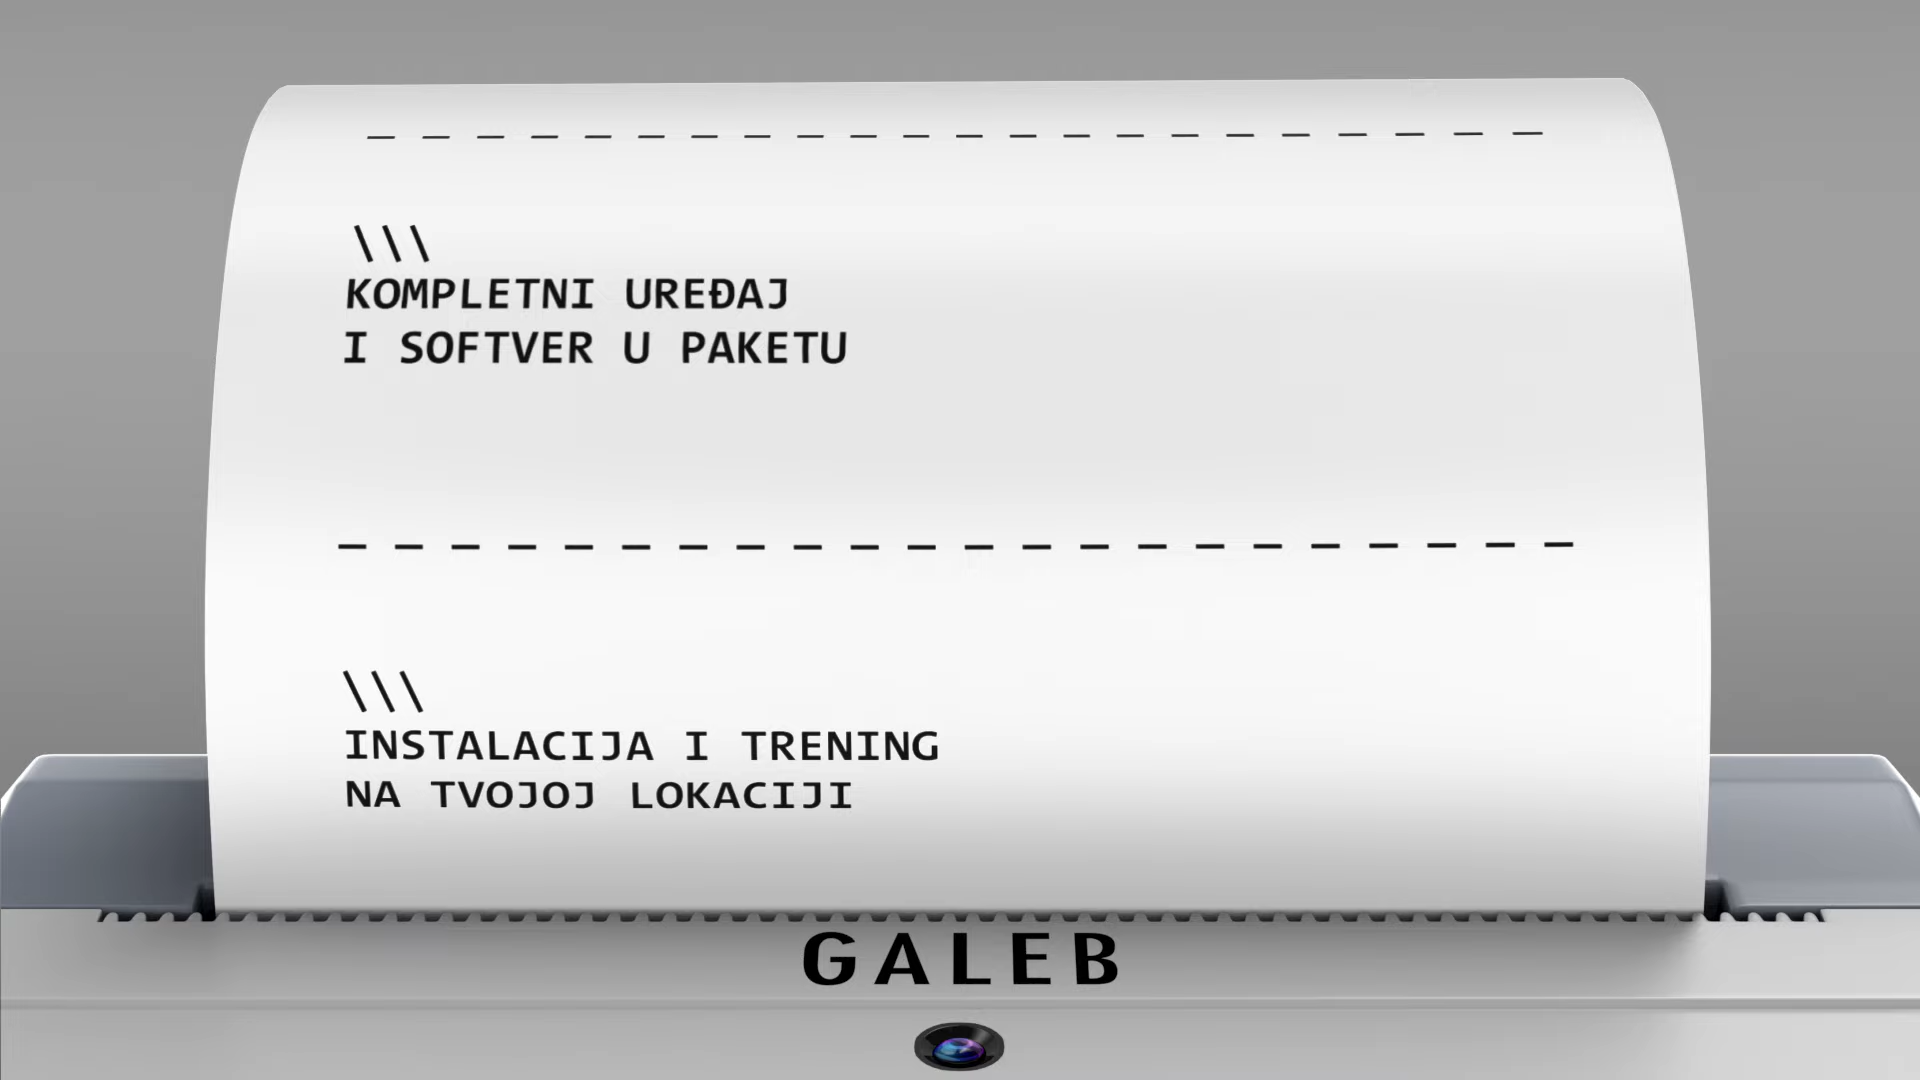 \\\
KOMPLETNI UREĐAJ
I SOFTVER U PAKETU
\\\
INSTALACIJA I TRENING
NA TVOJOJ LOKACIJI
GALEB